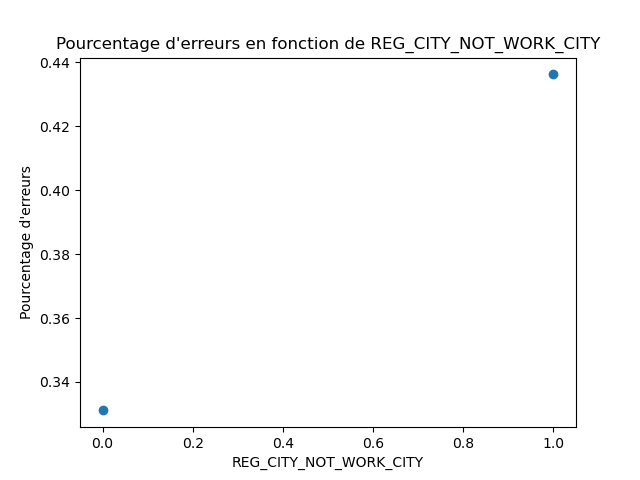 Pourcentage d'erreurs en fonction de REG_CITY_NOT_WORK_CITY
0.44
0.42
0.40
0.38
0.36
0.34
Pourcentage d'erreurs
0.0 0.2 0.4 0.6 0.8 1.0
REG_CITY_NOT_WORK_CITY